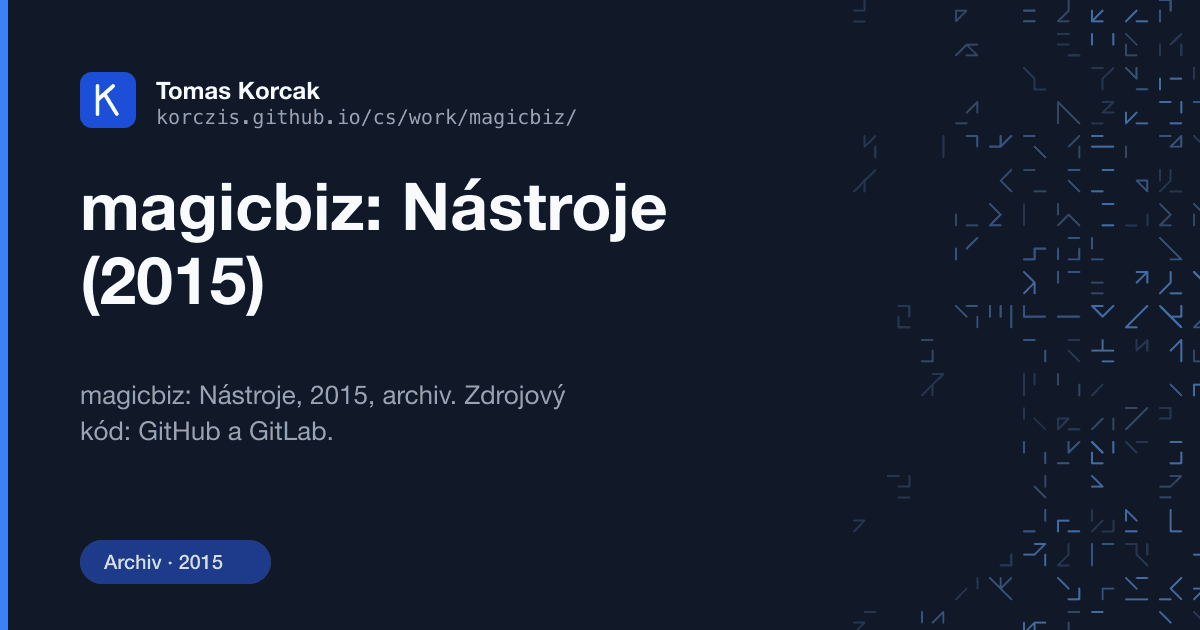 K
Tomas Korcak
korczis.github.io/cs/work/magicbiz/
magicbiz: Nástroje
(2015)
magicbiz: Nástroje, 2015, archiv. Zdrojový
kód: GitHub a GitLab.
Archiv · 2015